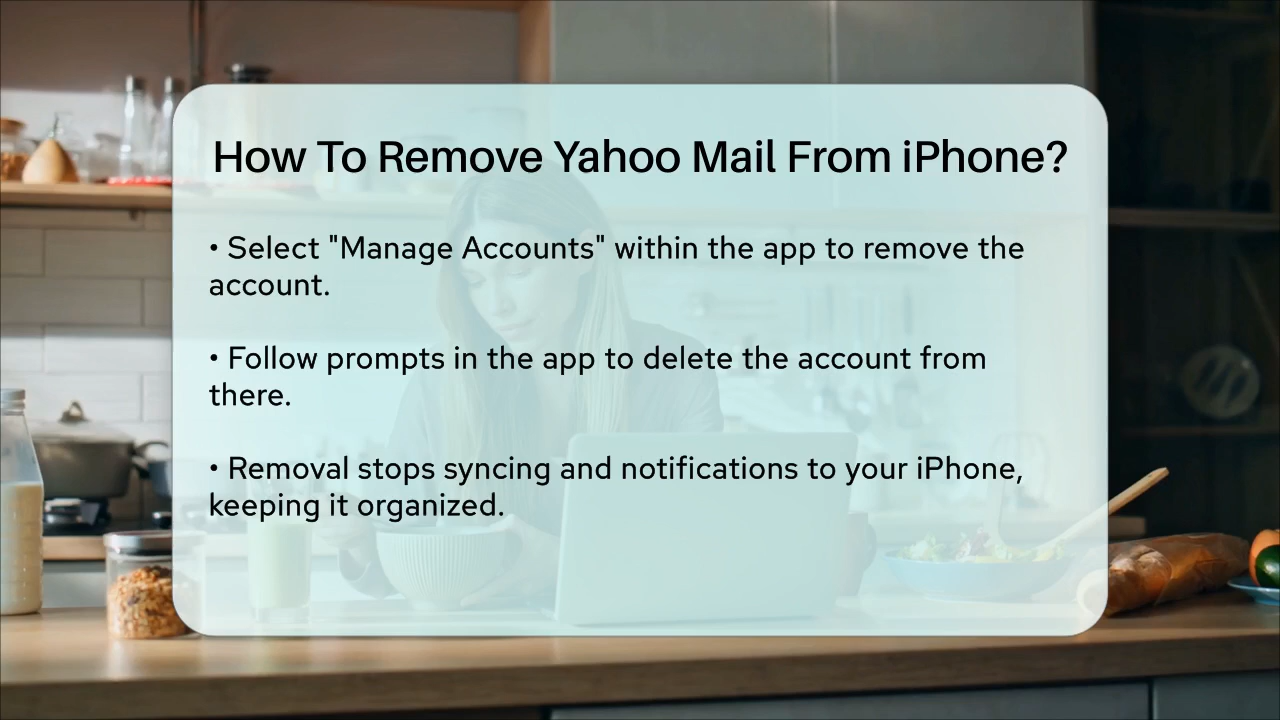 How To Remove Yahoo Mail From iPhone?
• Select "Manage Accounts" within the app to remove the
account.
• Follow prompts in the app to delete the account from
there.
• Removal stops syncing and notifications to your iPhone,
keeping it organized.